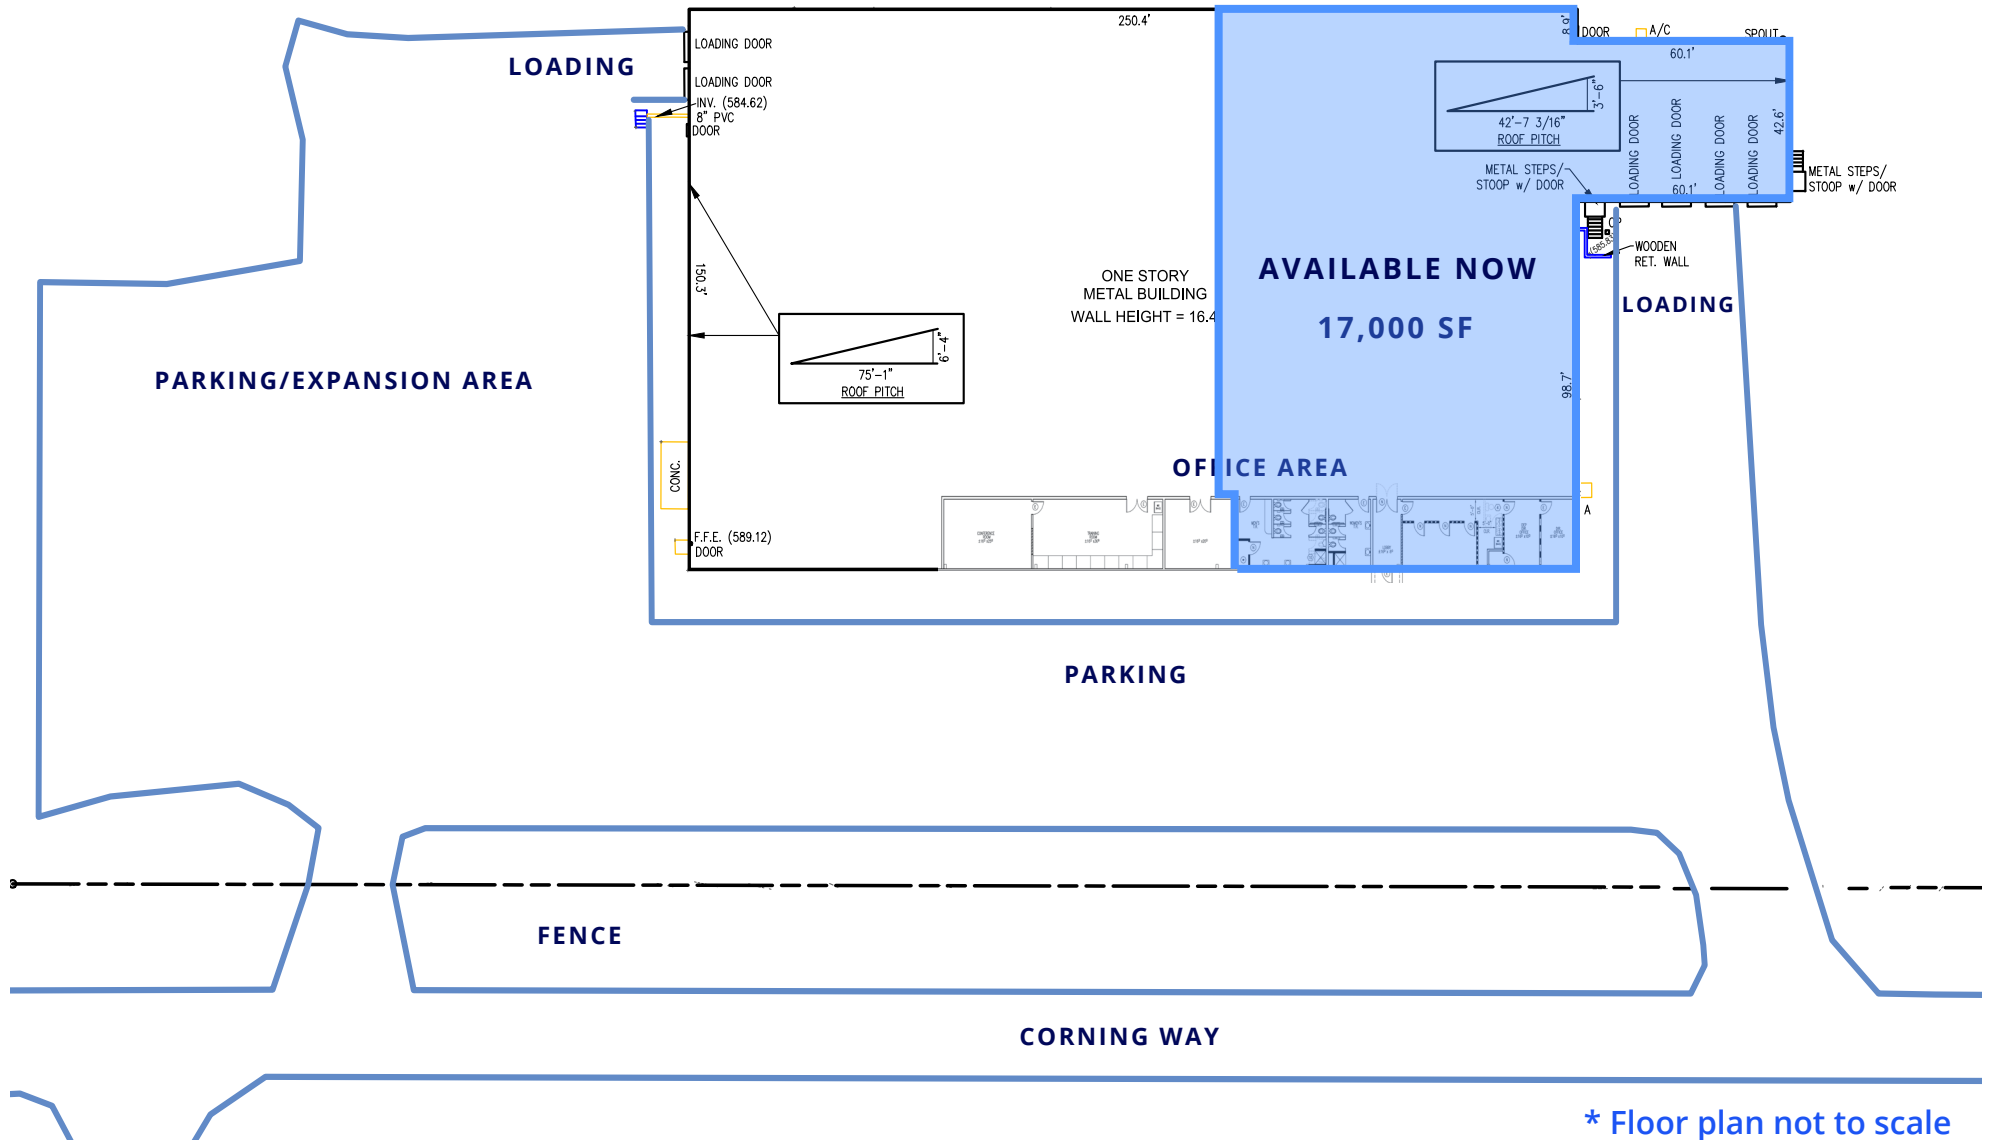 250.4'
8.9'
DOOR
A/C
SPOUT
LOADING DOOR
LOADING
60.1'
LOADING DOOR
INV. (584.62)
8" PVC
DOOR
3'-6"
42'-7 3/16"
ROOF PITCH
LOADING DOOR
LOADING DOOR
LOADING DOOR
LOADING DOOR
42.6'
METAL STEPS/
STOOP w/ DOOR
60.1'
METAL STEPS/
STOOP w/ DOOR
WOODEN
RET. WALL
150.3'
ONE STORY
METAL BUILDING
WALL HEIGHT = 16.4
AVAILABLE NOW
17,000 SF
LOADING
6'-4"
75'-1"
ROOF PITCH
PARKING/EXPANSION AREA
98.7'
OFFICE AREA
CONC.
A
F.F.E. (589.12)
DOOR
PARKING
FENCE
CORNING WAY
* Floor plan not to scale